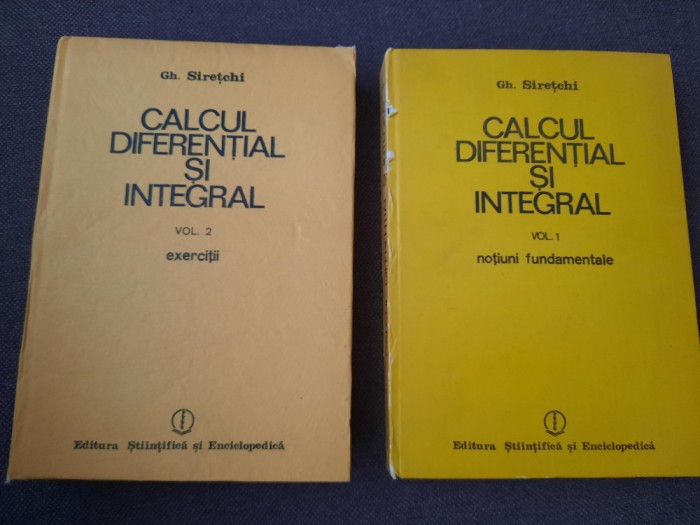 Gh. Sirețchi
CALCUL
DIFERENȚIAL
ȘI
INTEGRAL
VOL. 2
exerciții
Editura Științifică și Enciclopedică
Gh. Sirețchi
CALCUL
DIFERENȚIAL
ȘI
INTEGRAL
VOL. 1
noțiuni fundamentale
Editura Științifică și Enciclopedică